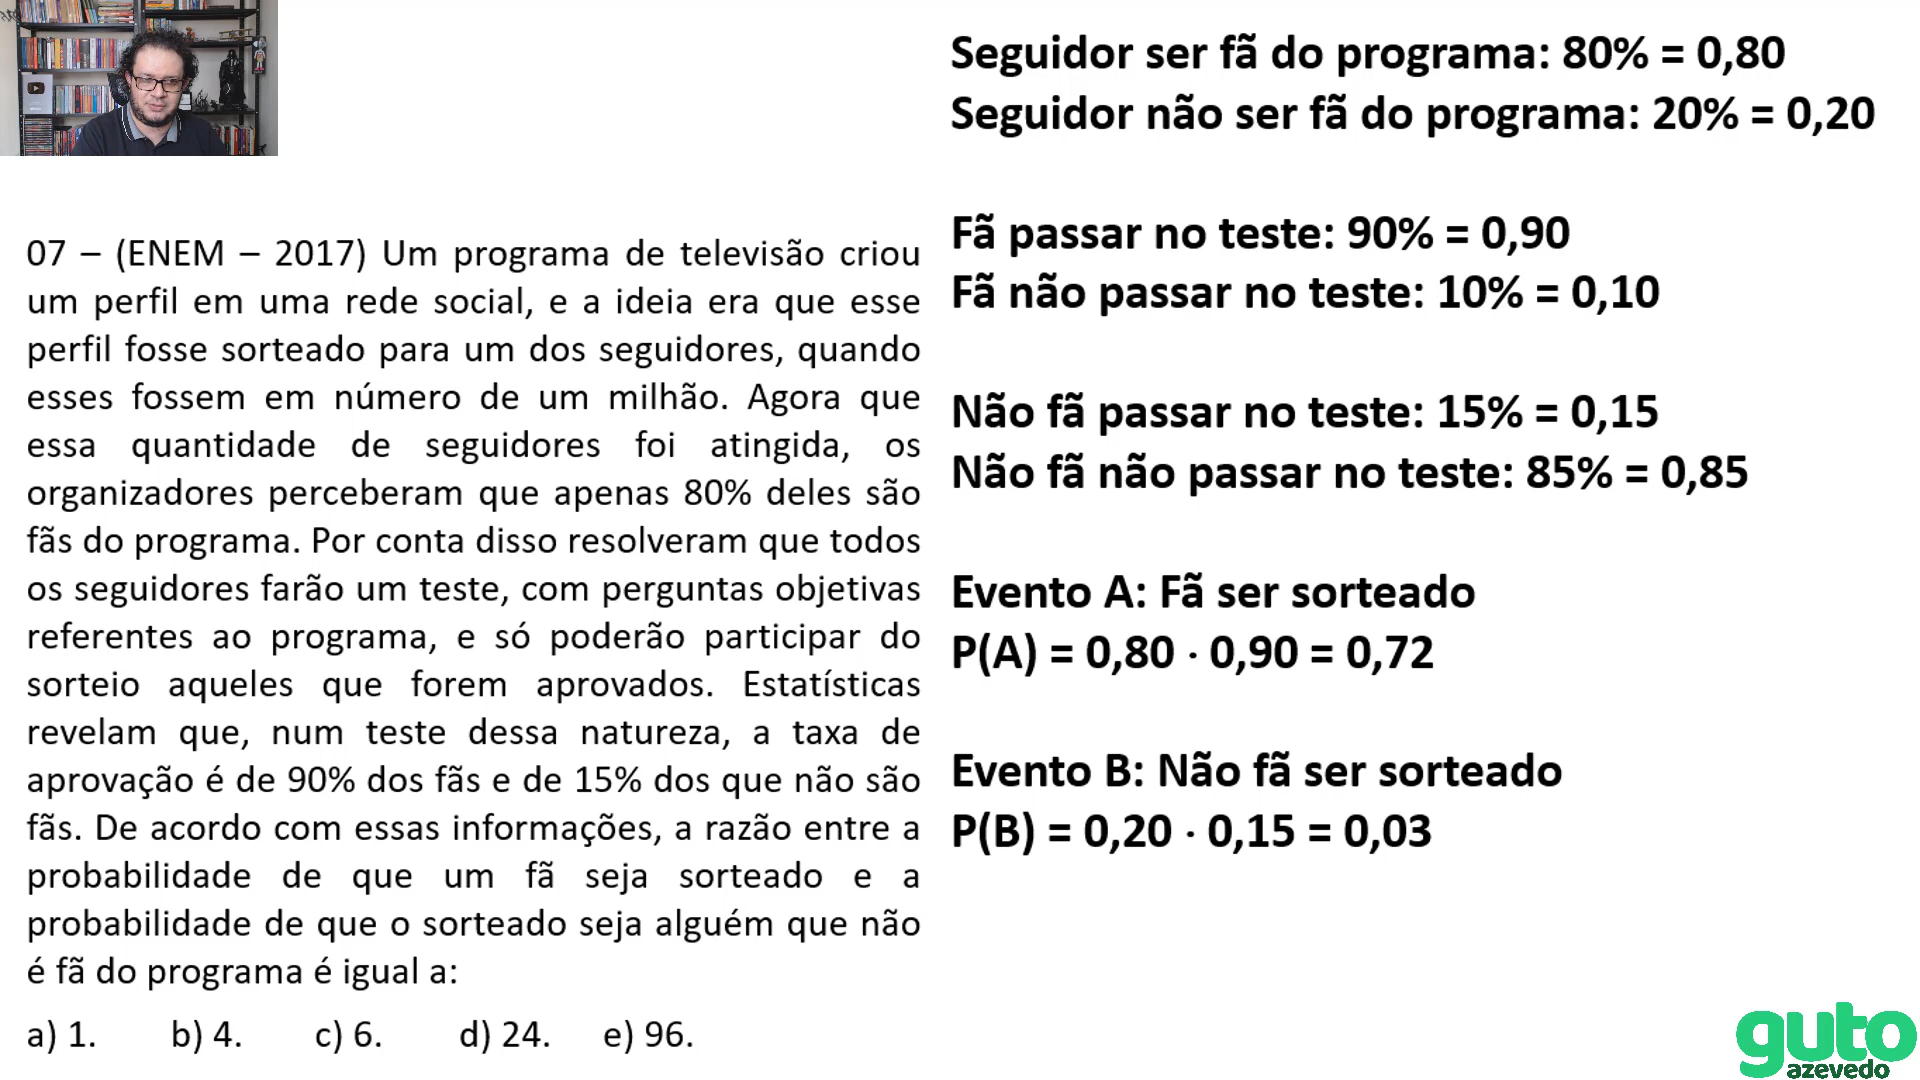 07 – (ENEM – 2017) Um programa de televisão criou
um perfil em uma rede social, e a ideia era que esse
perfil fosse sorteado para um dos seguidores, quando
esses fossem em número de um milhão. Agora que
essa quantidade de seguidores foi atingida, os
organizadores perceberam que apenas 80% deles são
fãs do programa. Por conta disso resolveram que todos
os seguidores farão um teste, com perguntas objetivas
referentes ao programa, e só poderão participar do
sorteio aqueles que forem aprovados. Estatísticas
revelam que, num teste dessa natureza, a taxa de
aprovação é de 90% dos fãs e de 15% dos que não são
fãs. De acordo com essas informações, a razão entre a
probabilidade de que um fã seja sorteado e a
probabilidade de que o sorteado seja alguém que não
é fã do programa é igual a:
a) 1. b) 4. c) 6. d) 24. e) 96.
Seguidor ser fã do programa: 80% = 0,80
Seguidor não ser fã do programa: 20% = 0,20
Fã passar no teste: 90% = 0,90
Fã não passar no teste: 10% = 0,10
Não fã passar no teste: 15% = 0,15
Não fã não passar no teste: 85% = 0,85
Evento A: Fã ser sorteado
P(A) = 0,80 · 0,90 = 0,72
Evento B: Não fã ser sorteado
P(B) = 0,20 · 0,15 = 0,03
guto
azevedo